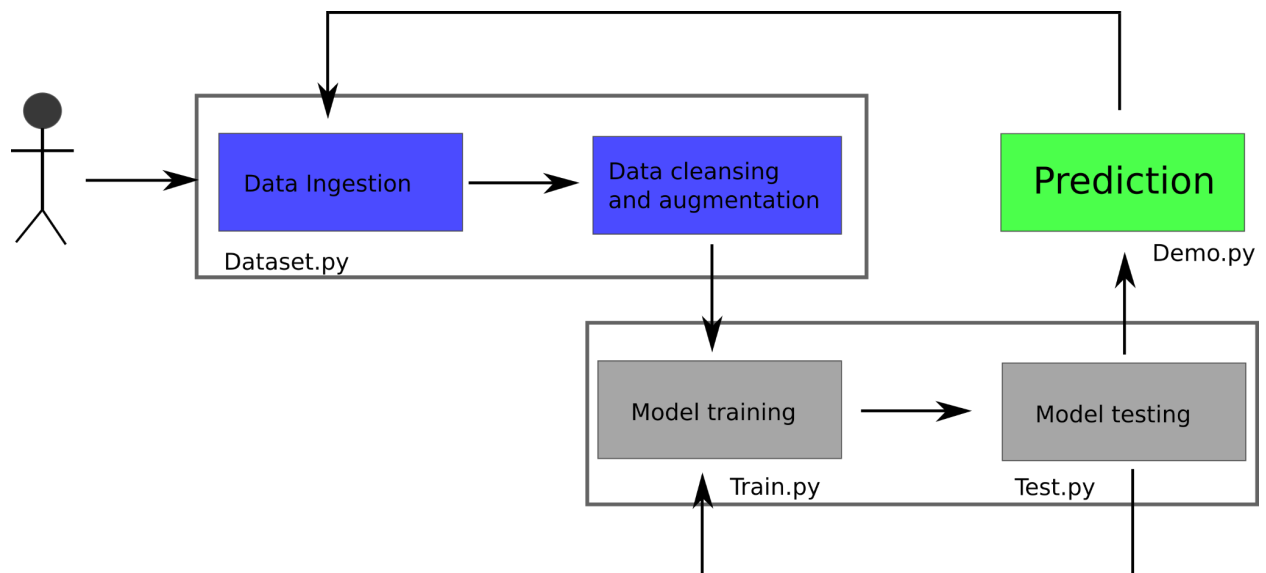 Data Ingestion
Data cleansing
and augmentation
Dataset.py
Prediction
Demo.py
Model training
Train.py
Model testing
Test.py